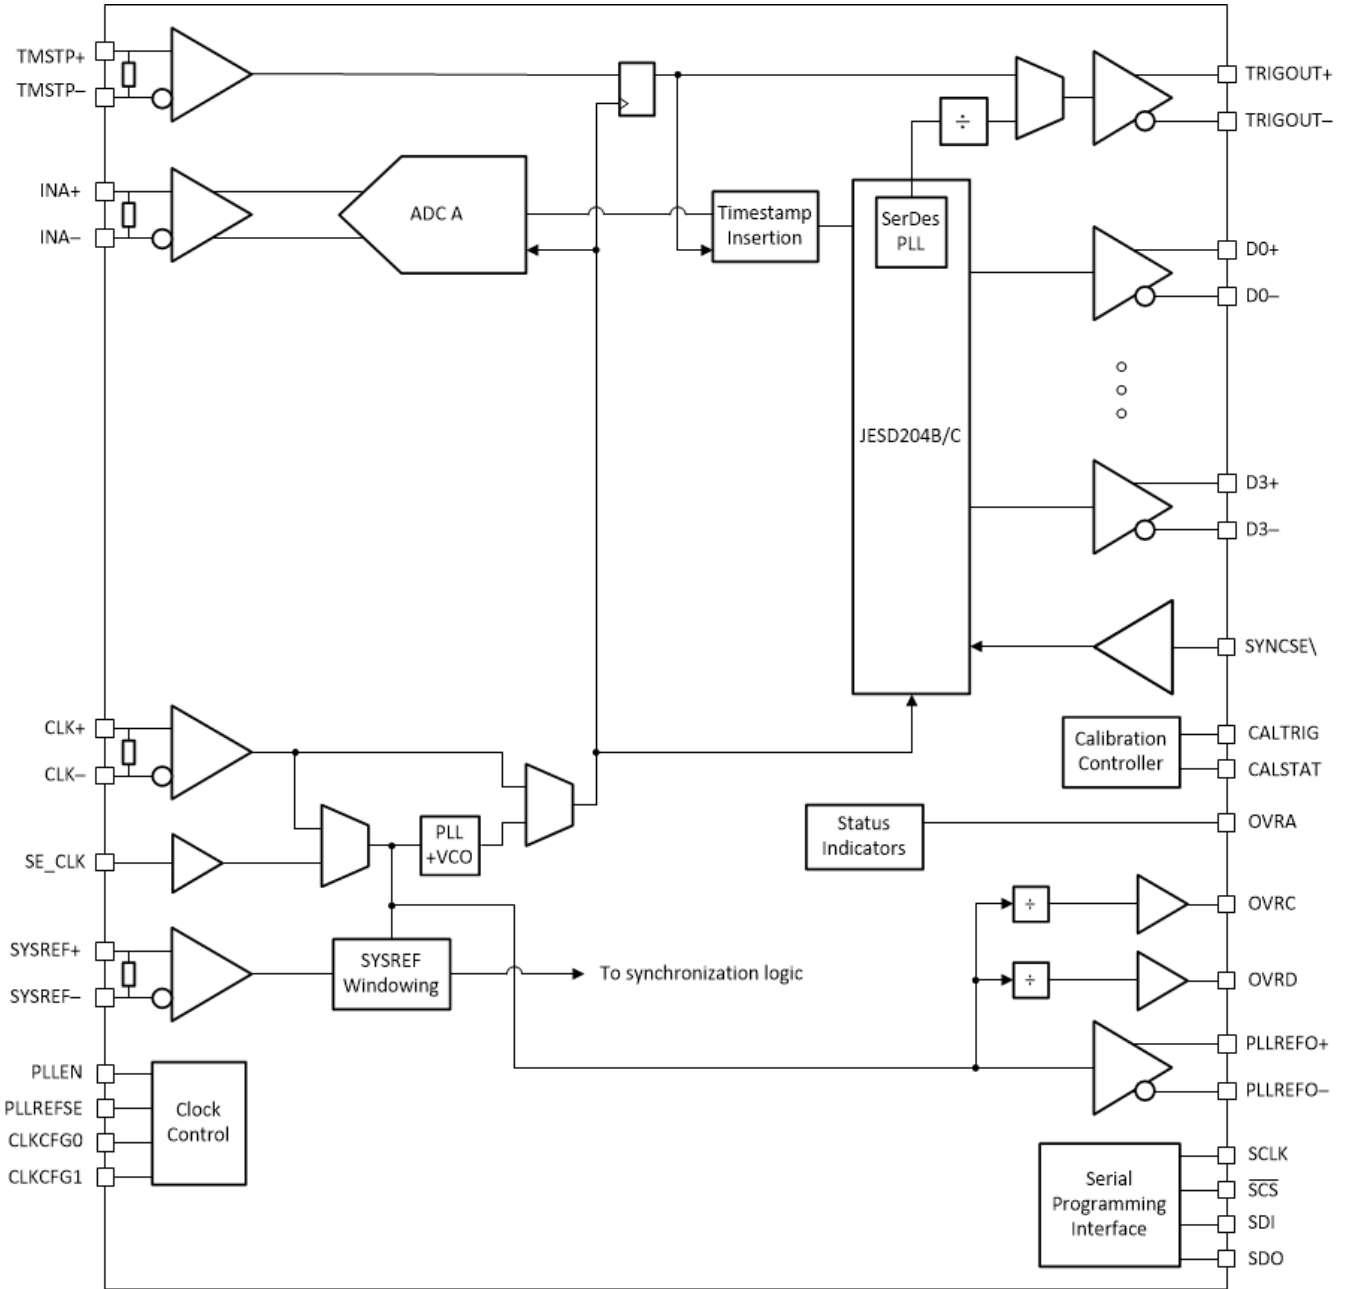 TMSTP+
TMSTP–
INA+
INA–
ADC A
Timestamp
Insertion
÷
SerDes
PLL
JESD204B/C
TRIGOUT+
TRIGOUT–
D0+
D0–
D3+
D3–
SYNCSE\
CLK+
CLK–
SE_CLK
PLL
+VCO
SYSREF+
SYSREF–
SYSREF
Windowing
To synchronization logic
Calibration
Controller
CALTRIG
CALSTAT
Status
Indicators
OVRA
÷
OVRC
÷
OVRD
PLLREFO+
PLLREFO–
PLLEN
PLLREFSE
CLKCFG0
CLKCFG1
Clock
Control
Serial
Programming
Interface
SCLK
S̅C̅S̅
SDI
SDO